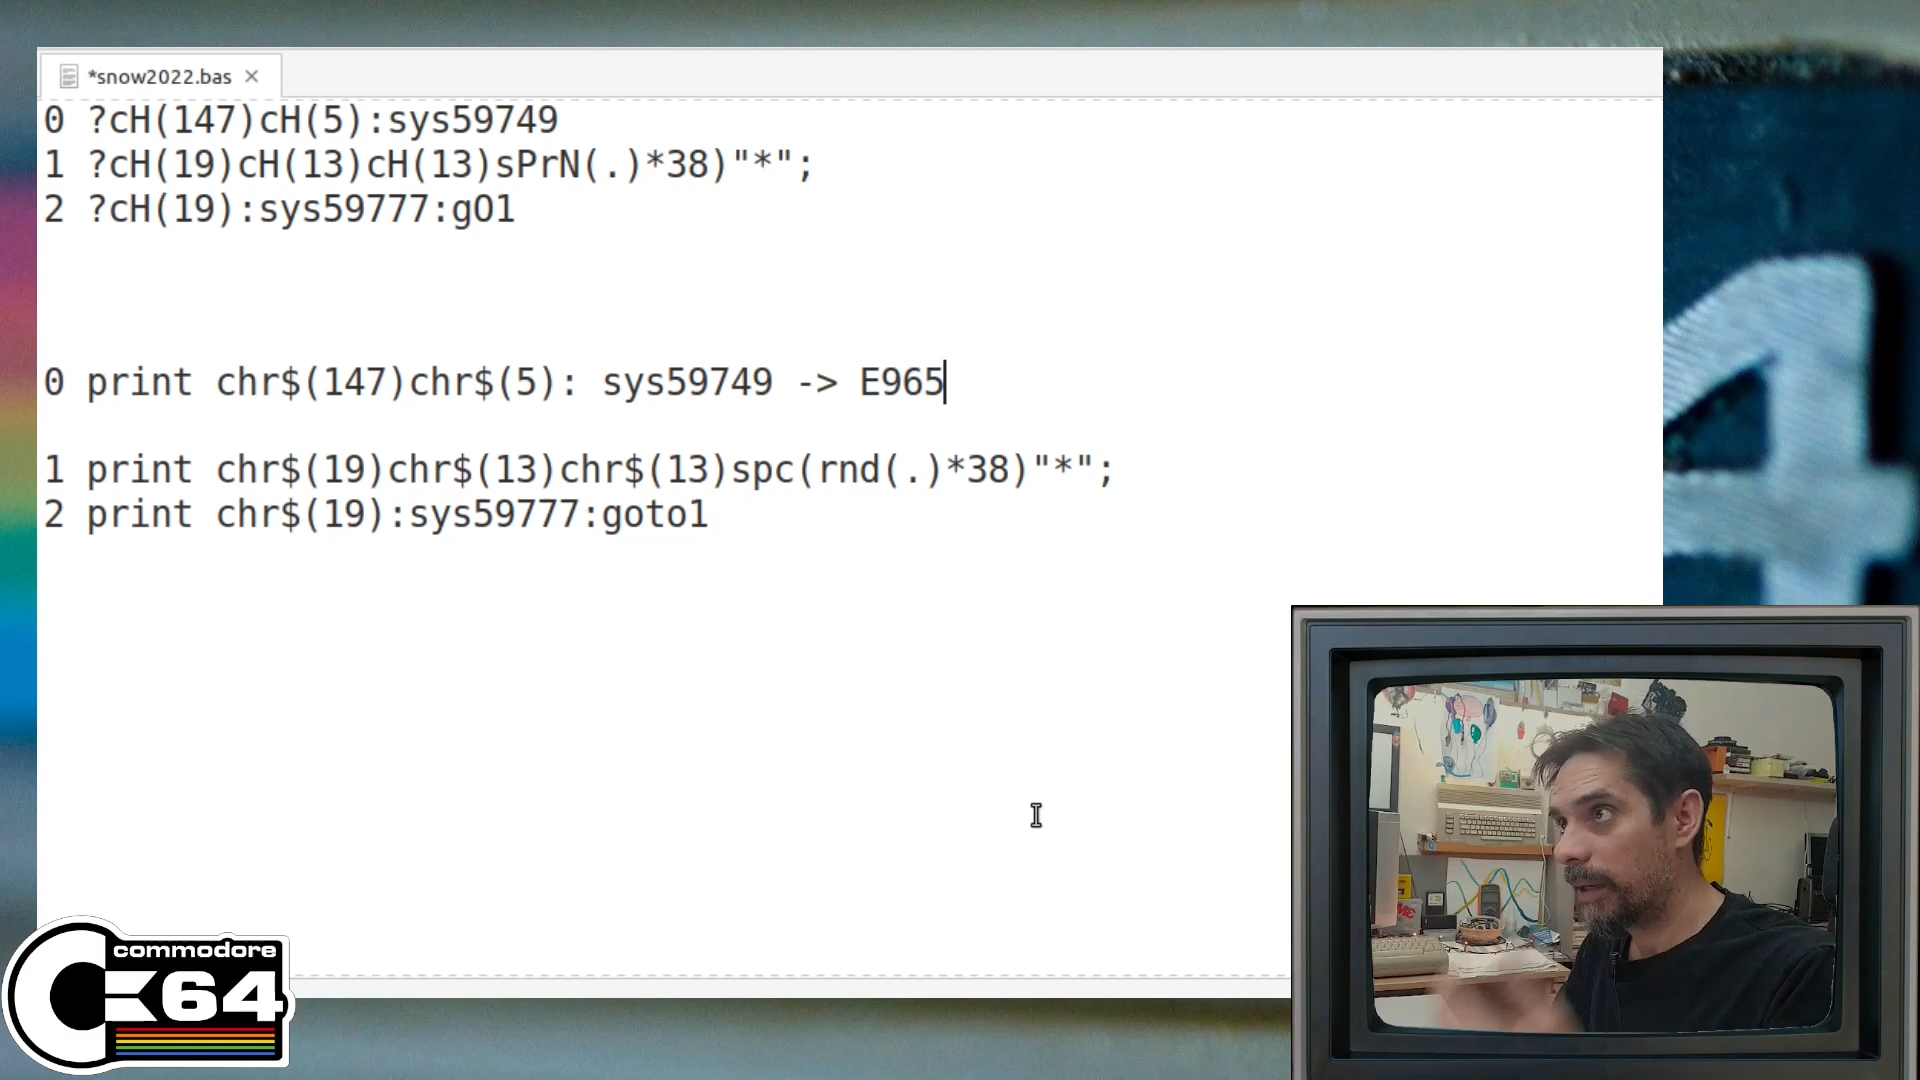 *snow2022.bas
0 ?cH(147)cH(5):sys59749
1 ?cH(19)cH(13)cH(13)sPrN(.)*38)"*";
2 ?cH(19):sys59777:gO1
0 print chr$(147)chr$(5): sys59749 -> E965
1 print chr$(19)chr$(13)chr$(13)spc(rnd(.)*38)"*";
2 print chr$(19):sys59777:goto1
4
commodore
64